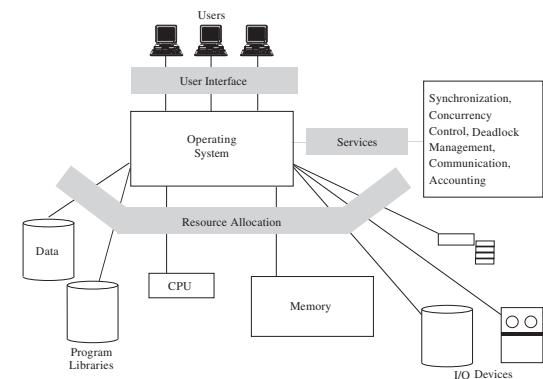 Users
User Interface
Operating
System
Services
Synchronization,
Concurrency
Control, Deadlock
Management,
Communication,
Accounting
Resource Allocation
Data
CPU
Memory
Program
Libraries
I/O Devices